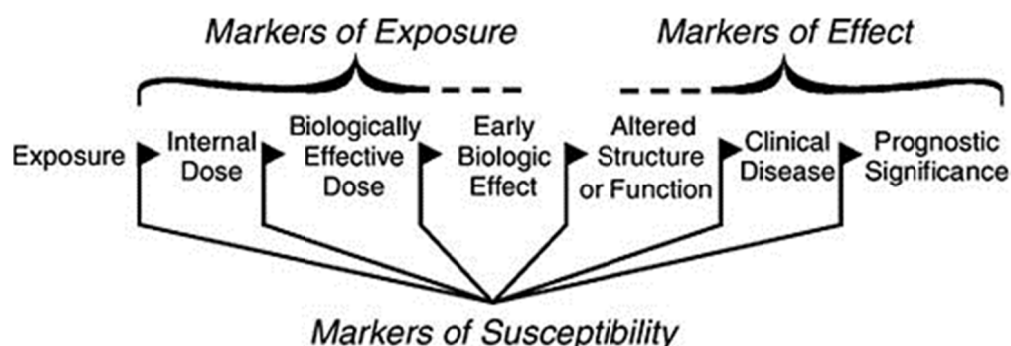 Markers of Exposure
Markers of Effect
Exposure
Internal
Dose
Biologically
Effective
Dose
Early
Biologic
Effect
Altered
Structure
or Function
Clinical
Disease
Prognostic
Significance
Markers of Susceptibility